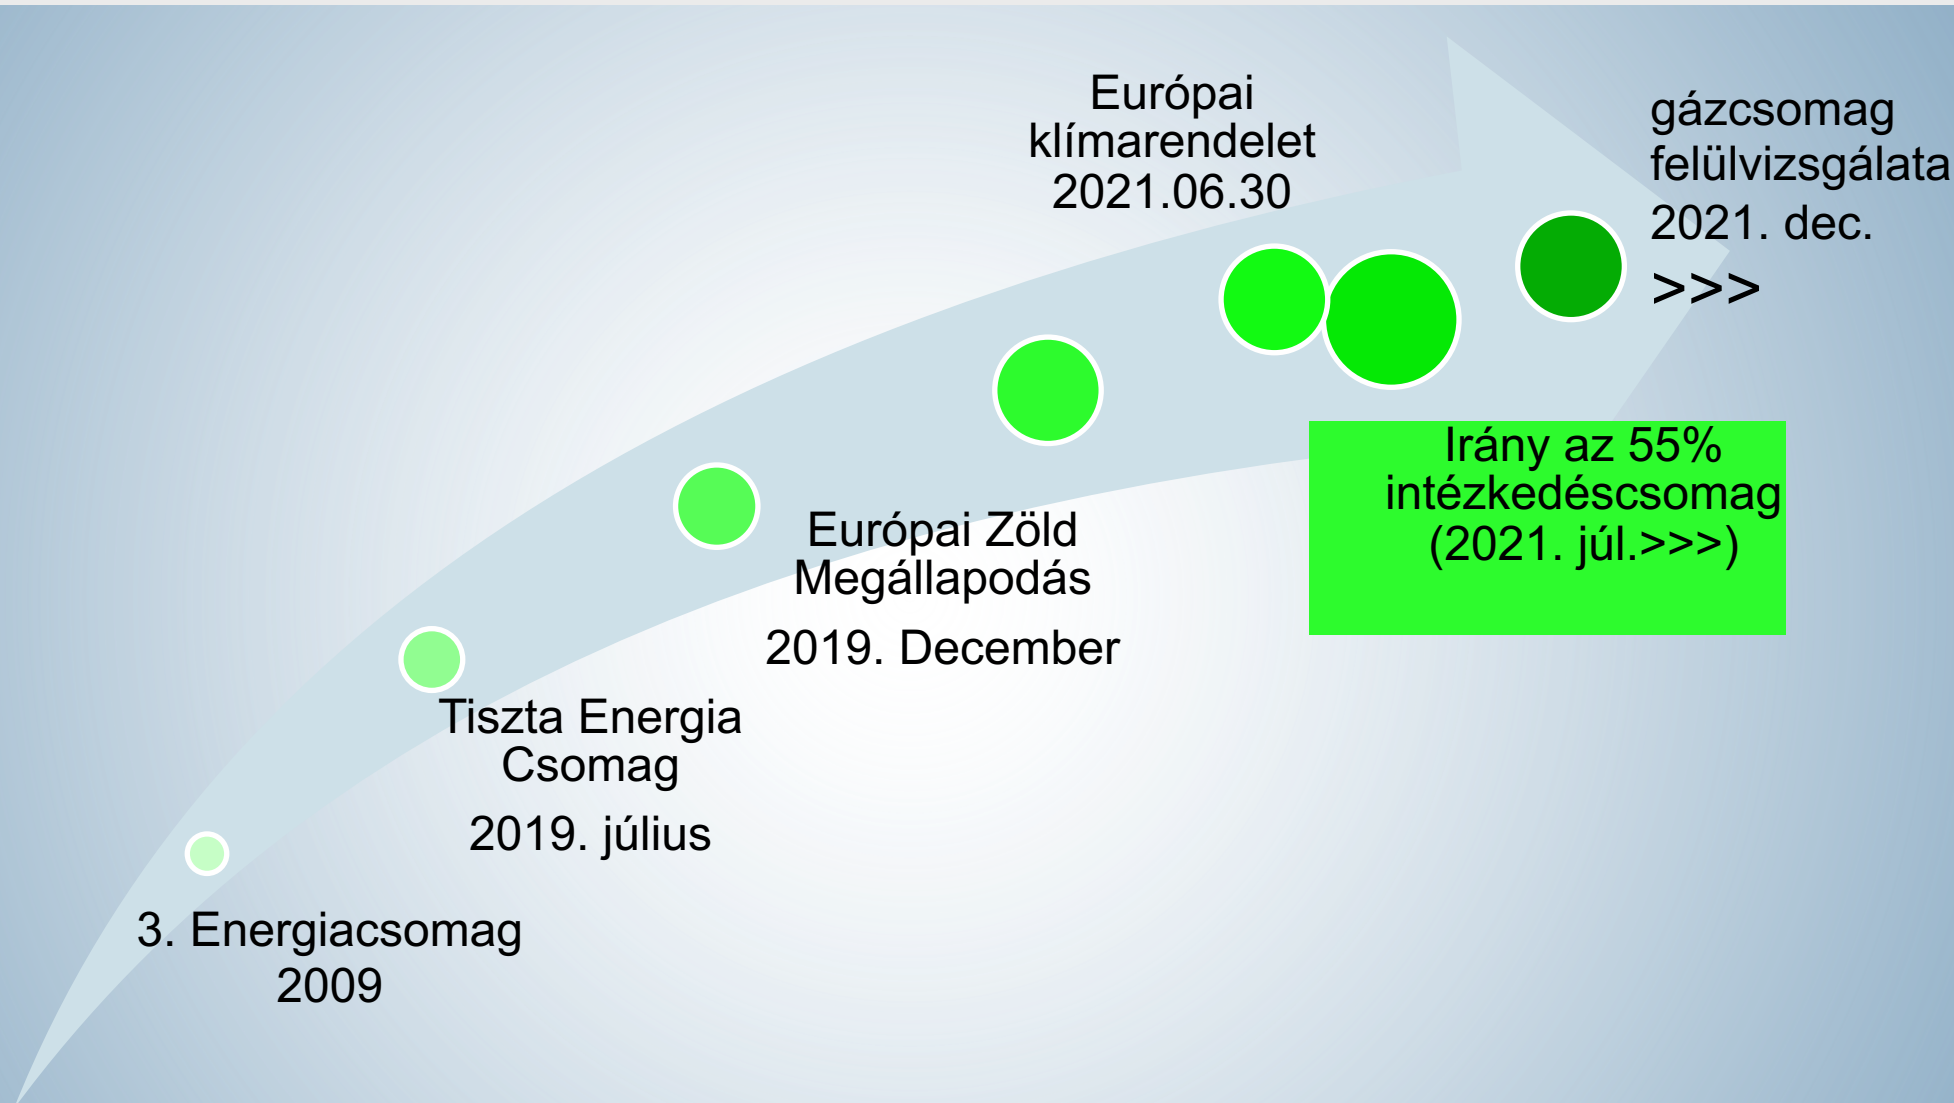 3. Energiacsomag
2009
Tiszta Energia
Csomag
2019. július
Európai Zöld
Megállapodás
2019. December
Európai
klímarendelet
2021.06.30
Irány az 55%
intézkedéscsomag
(2021. júl.>>>)
gázcsomag
felülvizsgálata
2021. dec.
>>>